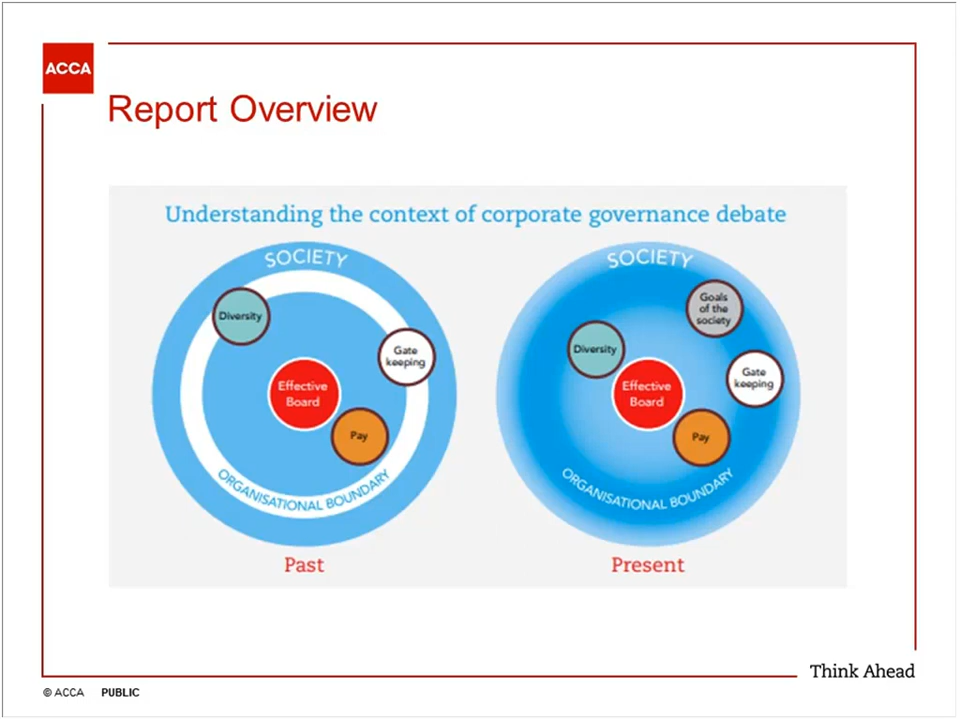 ACCA
Report Overview
Understanding the context of corporate governance debate
SOCIETY
Diversity
Gate
keeping
Effective
Board
Pay
ORGANISATIONAL BOUNDARY
Past
SOCIETY
Goals
of the
society
Diversity
Gate
keeping
Effective
Board
Pay
ORGANISATIONAL BOUNDARY
Present
Think Ahead
© ACCA PUBLIC